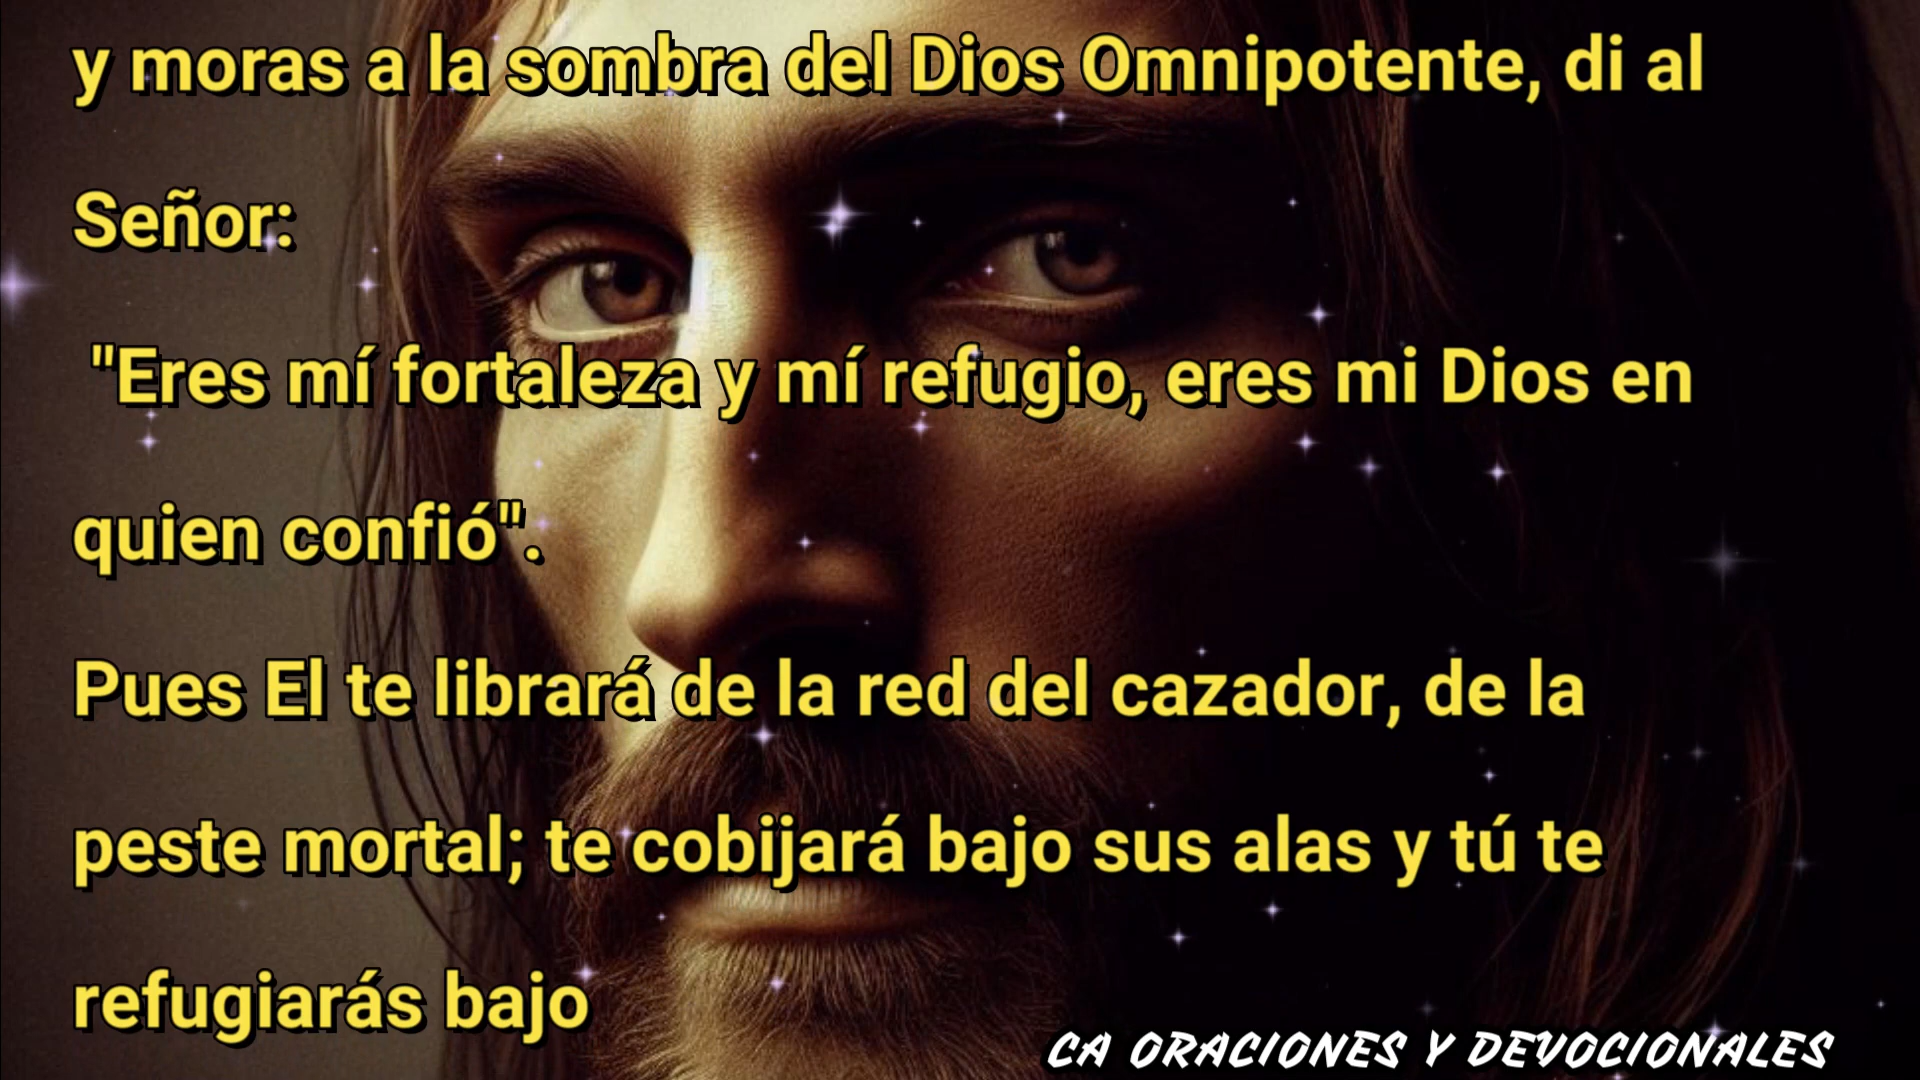 y moras a la sombra del Dios Omnipotente, di al
Señor:
"Eres mí fortaleza y mí refugio, eres mi Dios en
quien confió".
Pues El te librará de la red del cazador, de la
peste mortal; te cobijará bajo sus alas y tú te
refugiarás bajo
CA ORACIONES Y DEVOCIONALES